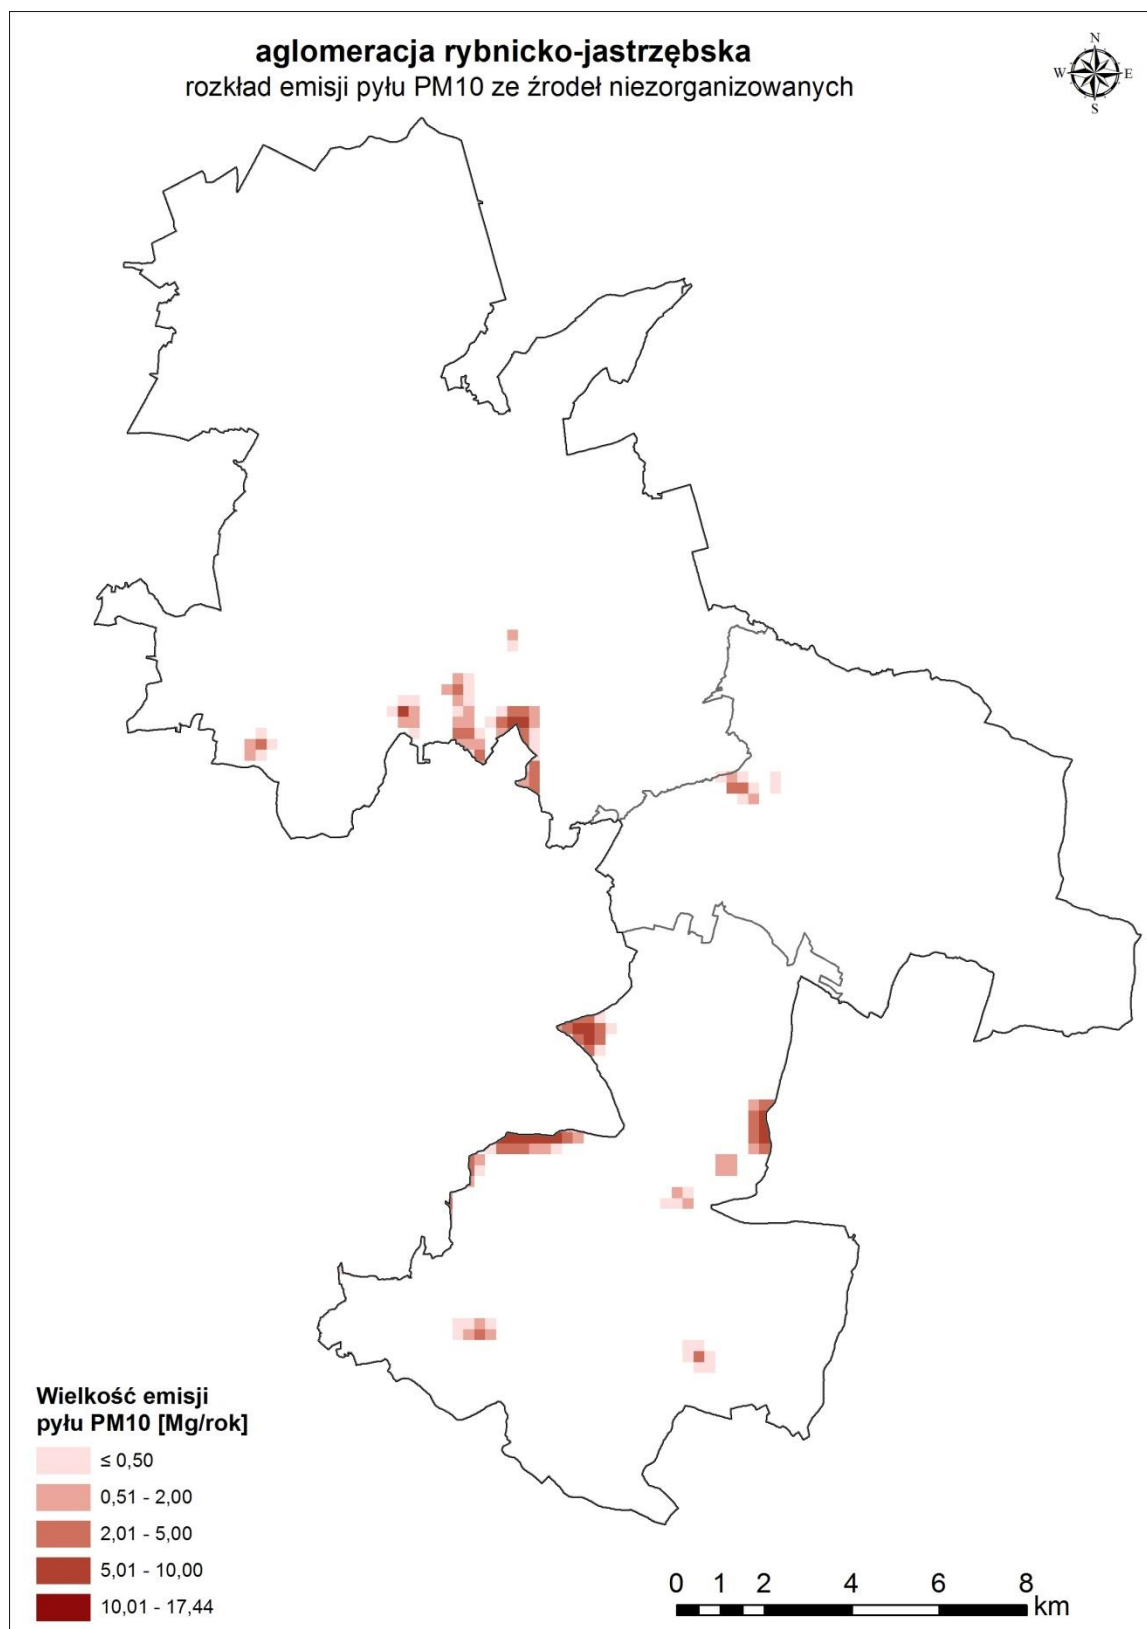 aglomeracja rybnicko-jastrzębska
rozkład emisji pyłu PM10 ze źrodeł niezorganizowanych
N
W E
S
Wielkość emisji
pyłu PM10 [Mg/rok]
≤ 0,50
0,51 - 2,00
2,01 - 5,00
5,01 - 10,00
10,01 - 17,44
0 1 2 4 6 8
km